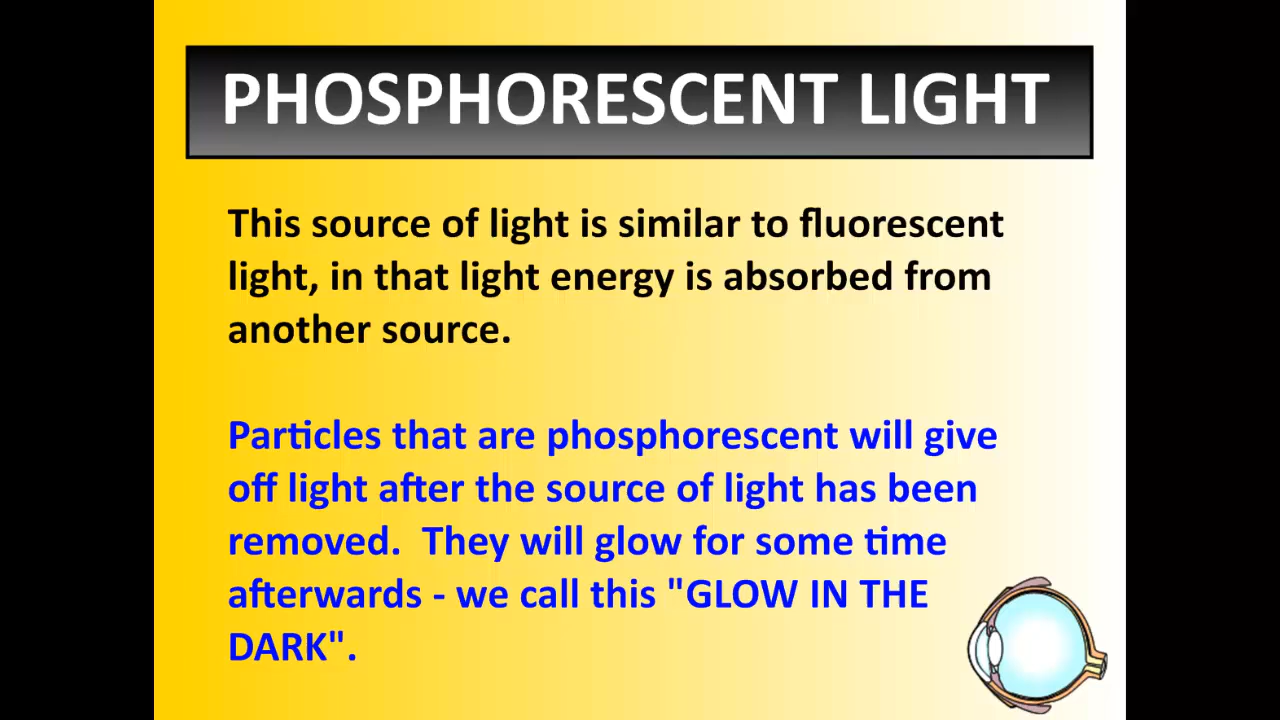 PHOSPHORESCENT LIGHT
This source of light is similar to fluorescent
light, in that light energy is absorbed from
another source.
Particles that are phosphorescent will give
off light after the source of light has been
removed.  They will glow for some time
afterwards - we call this "GLOW IN THE
DARK".